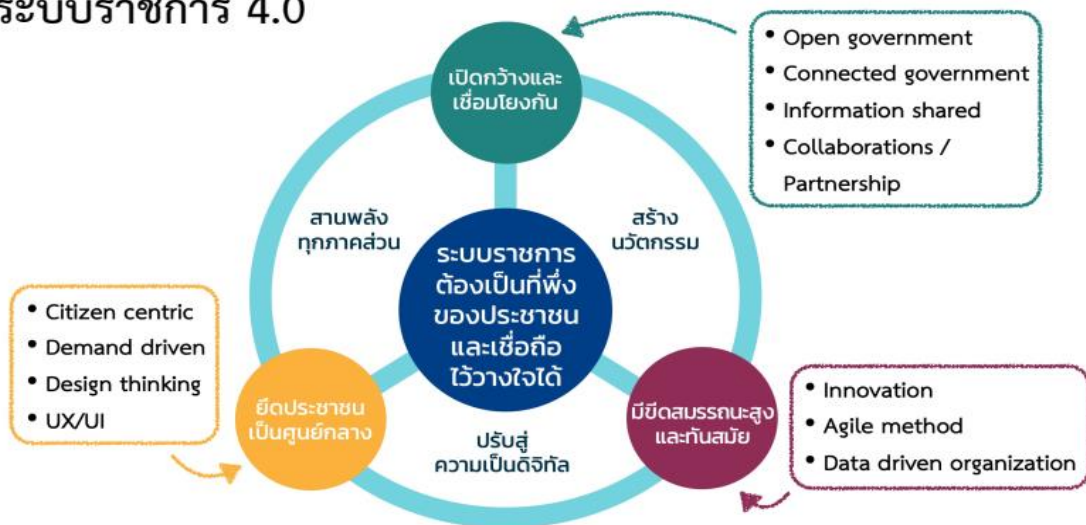 ระบบราชการ 4.0
เปิดกว้างและ
เชื่อมโยงกัน
• Open government
• Connected government
• Information shared
• Collaborations /
Partnership
สานพลัง
ทุกภาคส่วน
สร้าง
นวัตกรรม
ระบบราชการ
ต้องเป็นที่พึ่ง
ของประชาชน
และเชื่อถือ
ไว้วางใจได้
• Citizen centric
• Demand driven
• Design thinking
• UX/UI
ยึดประชาชน
เป็นศูนย์กลาง
ปรับสู่
ความเป็นดิจิทัล
มีขีดสมรรถนะสูง
และทันสมัย
• Innovation
• Agile method
• Data driven organization